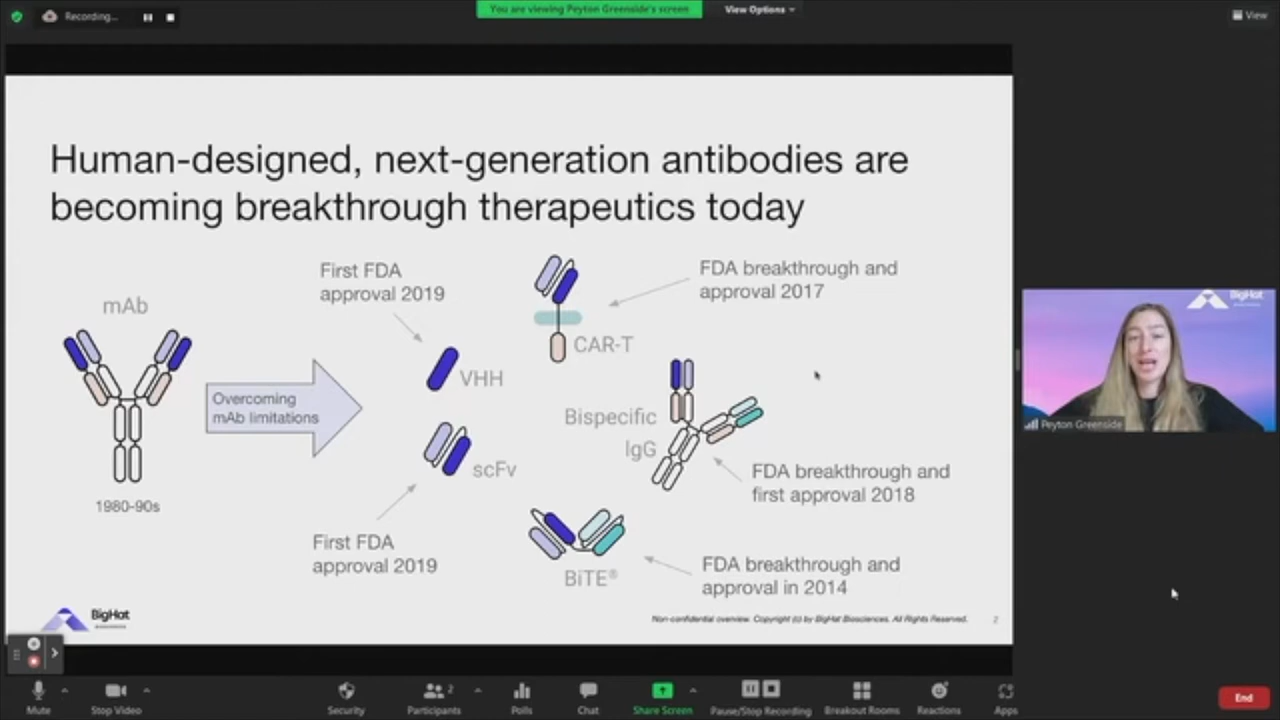 Recording...
You are viewing Peyton Greenside's screen
View Options
View
Human-designed, next-generation antibodies are
becoming breakthrough therapeutics today
mAb
Overcoming
mAb limitations
1980-90s
First FDA
approval 2019
VHH
scFv
First FDA
approval 2019
CAR-T
FDA breakthrough and
approval 2017
Bispecific
IgG
FDA breakthrough and
first approval 2018
BiTE®
FDA breakthrough and
approval in 2014
BigHat
BIOSCIENCES
Non-confidential overview. Copyright (c) by BigHat Biosciences. All Rights Reserved.
2
BigHat
Peyton Greenside
Mute
Stop Video
Security
Participants
2
Polls
Chat
Share Screen
Pause/Stop Recording
Breakout Rooms
Reactions
Apps
End